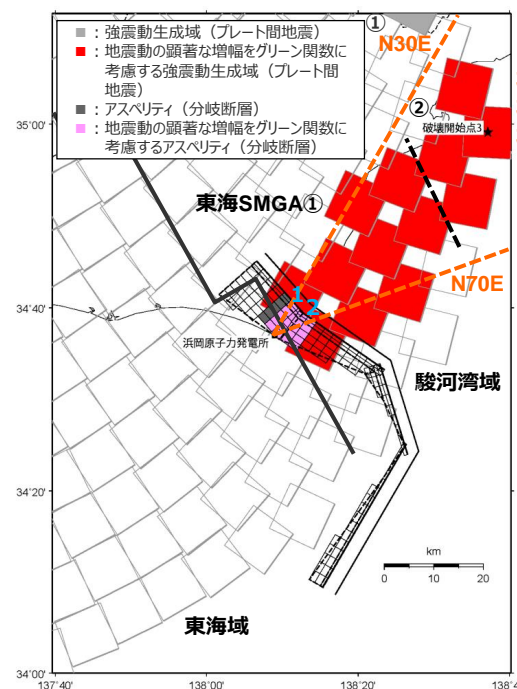 ：強震動生成域（プレート間地震）
：地震動の顕著な増幅をグリーン関数に
考慮する強震動生成域（プレート間
地震）
：アスペリティ（分岐断層）
：地震動の顕著な増幅をグリーン関数に
考慮するアスペリティ（分岐断層）
①
N30E
②
破壊開始点3
35°00'
東海SMGA①
N70E
34°40'
1
2
浜岡原子力発電所
駿河湾域
34°20'
km
0 10 20
東海域
34°00'
137°40' 138°00' 138°20' 138°4